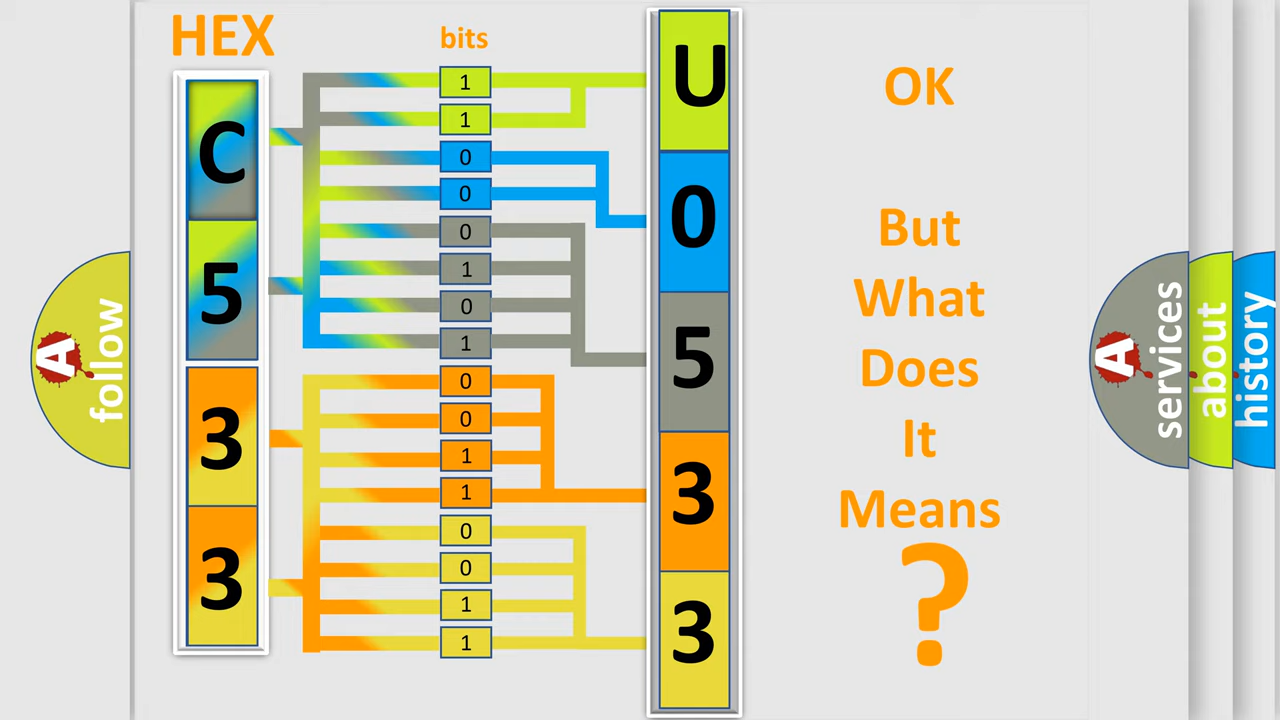 HEX
bits
C
5
3
3
1
1
0
0
0
1
0
1
0
0
1
1
0
0
1
1
U
0
5
3
3
OK
But
What
Does
It
Means
?
A
follow
A
services
about
history